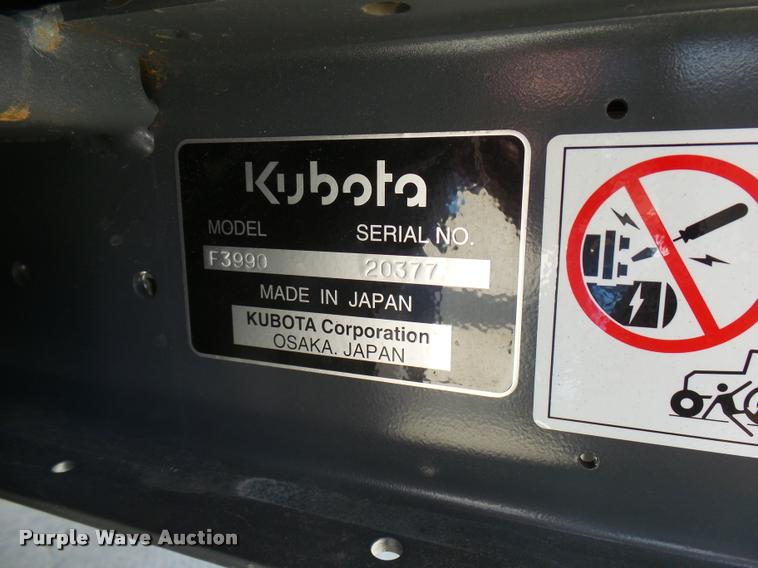 Kubota
MODEL SERIAL NO.
F3990 20377
MADE IN JAPAN
KUBOTA Corporation
OSAKA. JAPAN
Purple Wave Auction